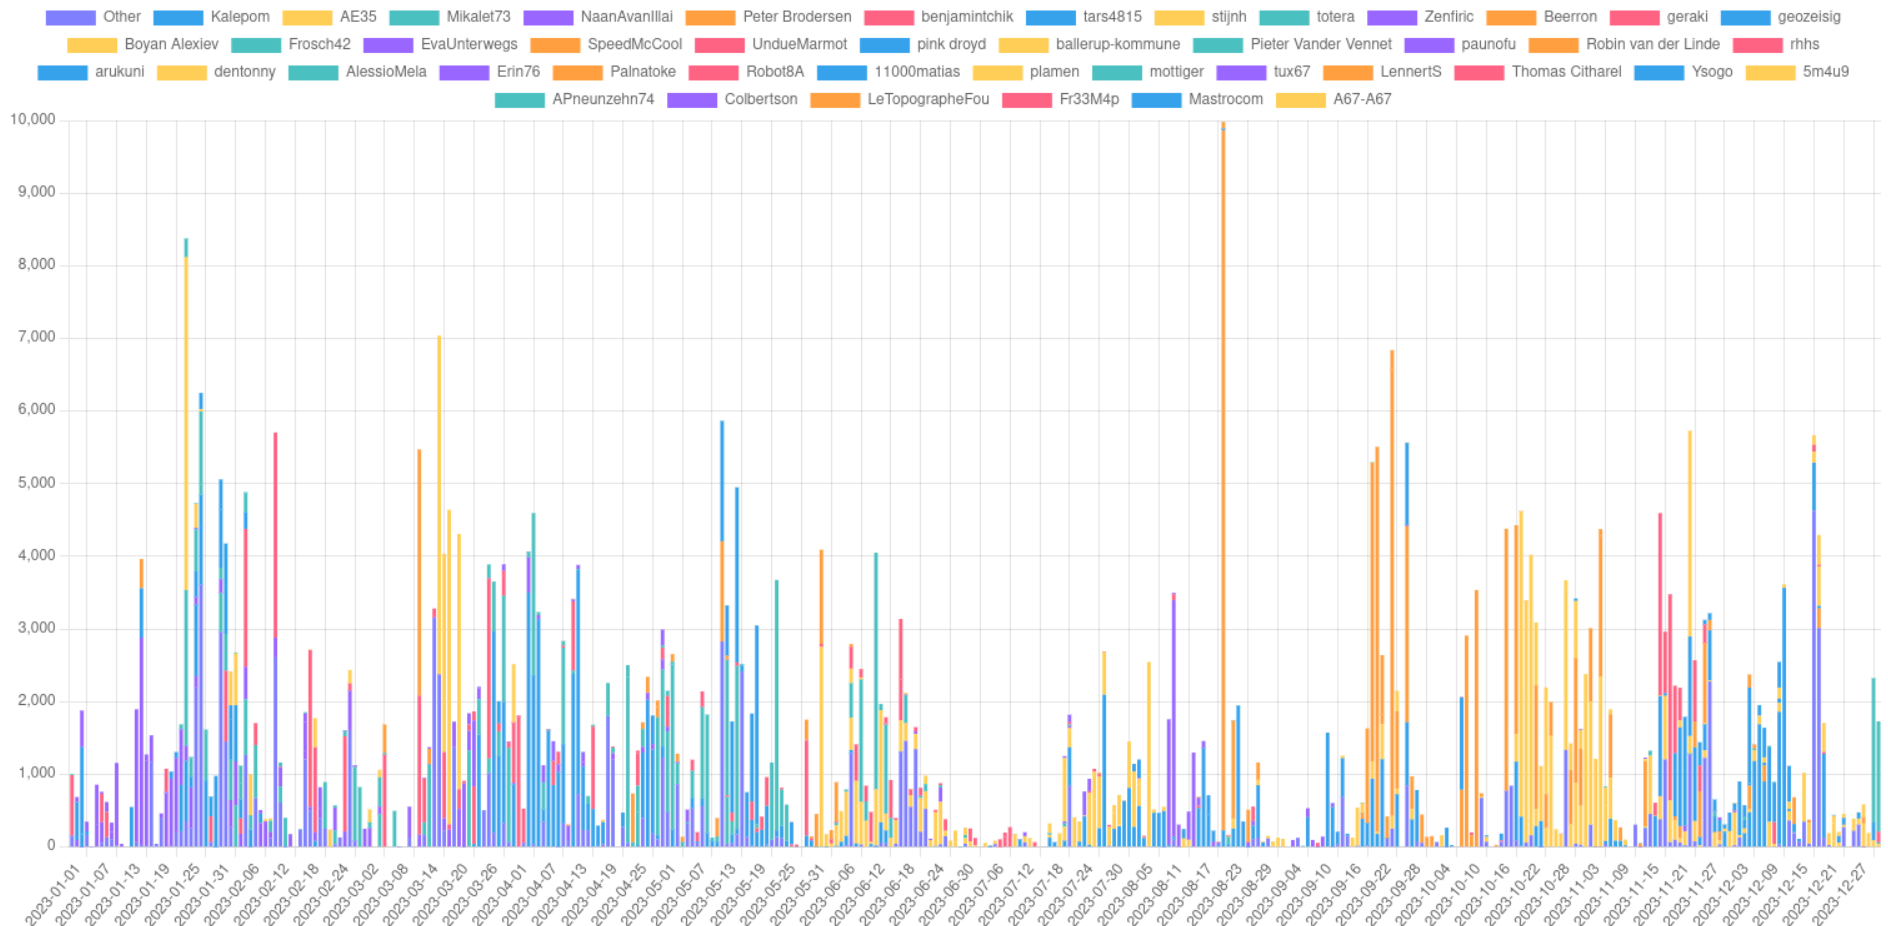 Other Kalepom AE35 Mikalet73 NaanAvanIllai Peter Brodersen benjamintchik tars4815 stijnh totera Zenfiric Beerron geraki geozeisig
Boyan Alexiev Frosch42 EvaUnterwegs SpeedMcCool UndueMarmot pink droyd ballerup-kommune Pieter Vander Vennet paunofu Robin van der Linde rhhs
arukuni dentonny AlessioMela Erin76 Palnatoke Robot8A 11000matias plamen mottiger tux67 LennertS Thomas Citharel Ysogo 5m4u9
APneunzehn74 Colbertson LeTopographeFou Fr33M4p Mastrocom A67-A67
10,000
9,000
8,000
7,000
6,000
5,000
4,000
3,000
2,000
1,000
0
2023-01-01 2023-01-07 2023-01-13 2023-01-19 2023-01-25 2023-01-31 2023-02-06 2023-02-12 2023-02-18 2023-02-24 2023-03-02 2023-03-08 2023-03-14 2023-03-20 2023-03-26 2023-04-01 2023-04-07 2023-04-13 2023-04-19 2023-04-25 2023-05-01 2023-05-07 2023-05-13 2023-05-19 2023-05-25 2023-05-31 2023-06-06 2023-06-12 2023-06-18 2023-06-24 2023-06-30 2023-07-06 2023-07-12 2023-07-18 2023-07-24 2023-07-30 2023-08-05 2023-08-11 2023-08-17 2023-08-23 2023-08-29 2023-09-04 2023-09-10 2023-09-16 2023-09-22 2023-09-28 2023-10-04 2023-10-10 2023-10-16 2023-10-22 2023-10-28 2023-11-03 2023-11-09 2023-11-15 2023-11-21 2023-11-27 2023-12-03 2023-12-09 2023-12-15 2023-12-21 2023-12-27